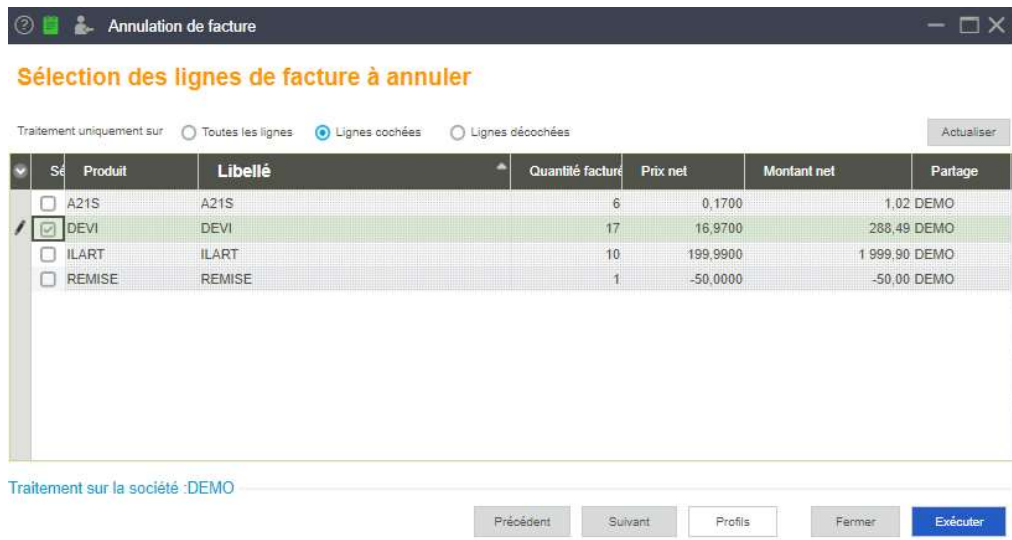 Annulation de facture
Sélection des lignes de facture à annuler
Traitement uniquement sur Toutes les lignes Lignes cochées Lignes décochées Actualiser
Sé Produit Libellé Quantité facturé Prix net Montant net Partage
A21S A21S 6 0,1700 1,02 DEMO
DEVI DEVI 17 16,9700 288,49 DEMO
ILART ILART 10 199,9900 1 999,90 DEMO
REMISE REMISE 1 -50,0000 -50,00 DEMO
Traitement sur la société :DEMO
Précédent Suivant Profils Fermer Exécuter